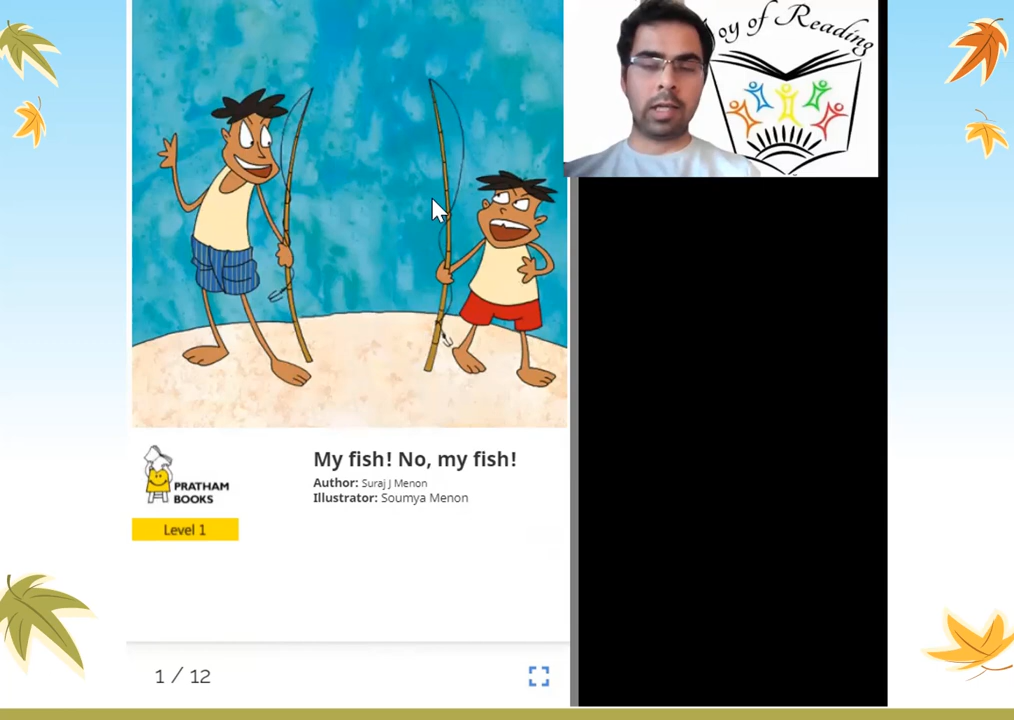 Joy of Reading
My fish! No, my fish!
Author: Suraj J Menon
Illustrator: Soumya Menon
PRATHAM
BOOKS
Level 1
1 / 12